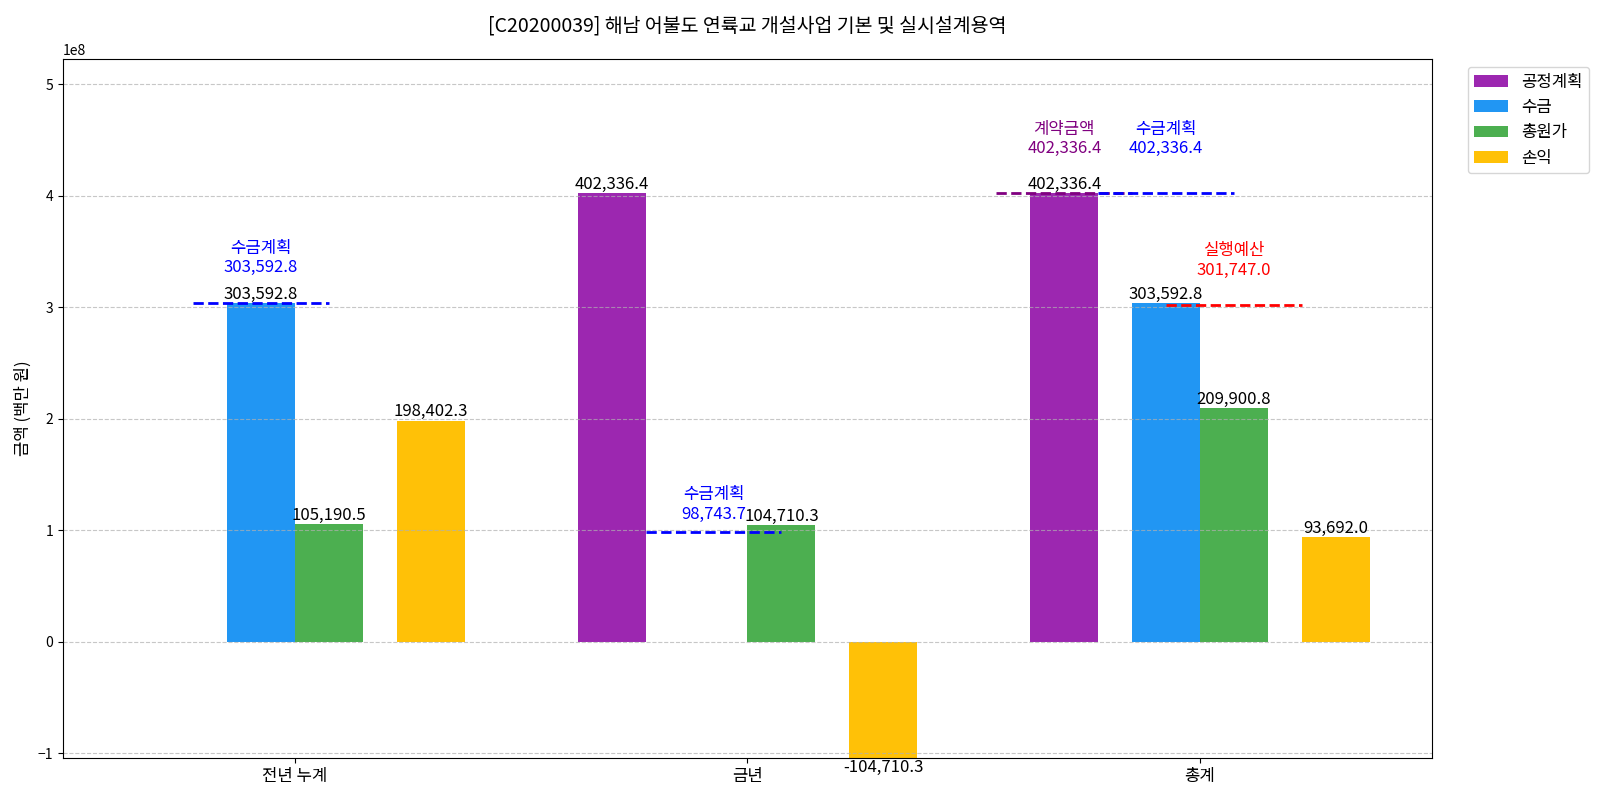 [C20200039] 해남 어불도 연륙교 개설사업 기본 및 실시설계용역
1e8
5
4
3
2
1
0
−1
금액 (백만 원)
공정계획
수금
총원가
손익
계약금액
402,336.4
수금계획
402,336.4
402,336.4
402,336.4
수금계획
303,592.8
303,592.8
실행예산
301,747.0
303,592.8
198,402.3
209,900.8
105,190.5
수금계획
98,743.7
104,710.3
93,692.0
-104,710.3
전년 누계
금년
총계